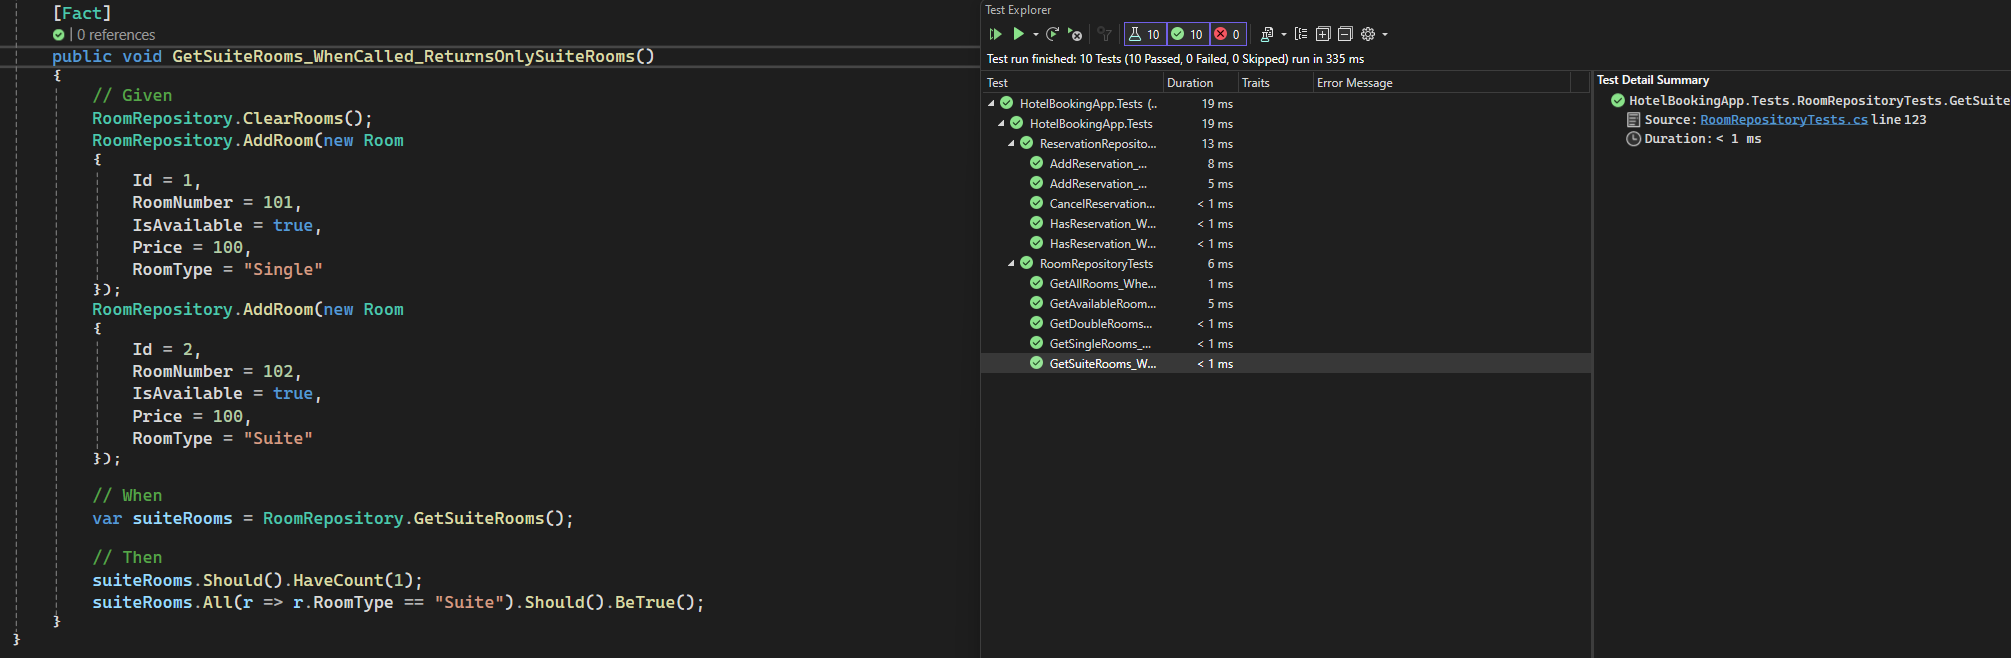 [Fact]
| 0 references
public void GetSuiteRooms_WhenCalled_ReturnsOnlySuiteRooms()
{
// Given
RoomRepository.ClearRooms();
RoomRepository.AddRoom(new Room
{
Id = 1,
RoomNumber = 101,
IsAvailable = true,
Price = 100,
RoomType = "Single"
});
RoomRepository.AddRoom(new Room
{
Id = 2,
RoomNumber = 102,
IsAvailable = true,
Price = 100,
RoomType = "Suite"
});
// When
var suiteRooms = RoomRepository.GetSuiteRooms();
// Then
suiteRooms.Should().HaveCount(1);
suiteRooms.All(r => r.RoomType == "Suite").Should().BeTrue();
}
}
Test Explorer
10 10 0
Test run finished: 10 Tests (10 Passed, 0 Failed, 0 Skipped) run in 335 ms
Test Duration Traits Error Message
HotelBookingApp.Tests (.. 19 ms
HotelBookingApp.Tests 19 ms
ReservationReposito... 13 ms
AddReservation_... 8 ms
AddReservation_... 5 ms
CancelReservation... < 1 ms
HasReservation_W... < 1 ms
HasReservation_W... < 1 ms
RoomRepositoryTests 6 ms
GetAllRooms_Whe... 1 ms
GetAvailableRoom... 5 ms
GetDoubleRooms... < 1 ms
GetSingleRooms_... < 1 ms
GetSuiteRooms_W... < 1 ms
Test Detail Summary
HotelBookingApp.Tests.RoomRepositoryTests.GetSuite
Source: RoomRepositoryTests.cs line 123
Duration: < 1 ms